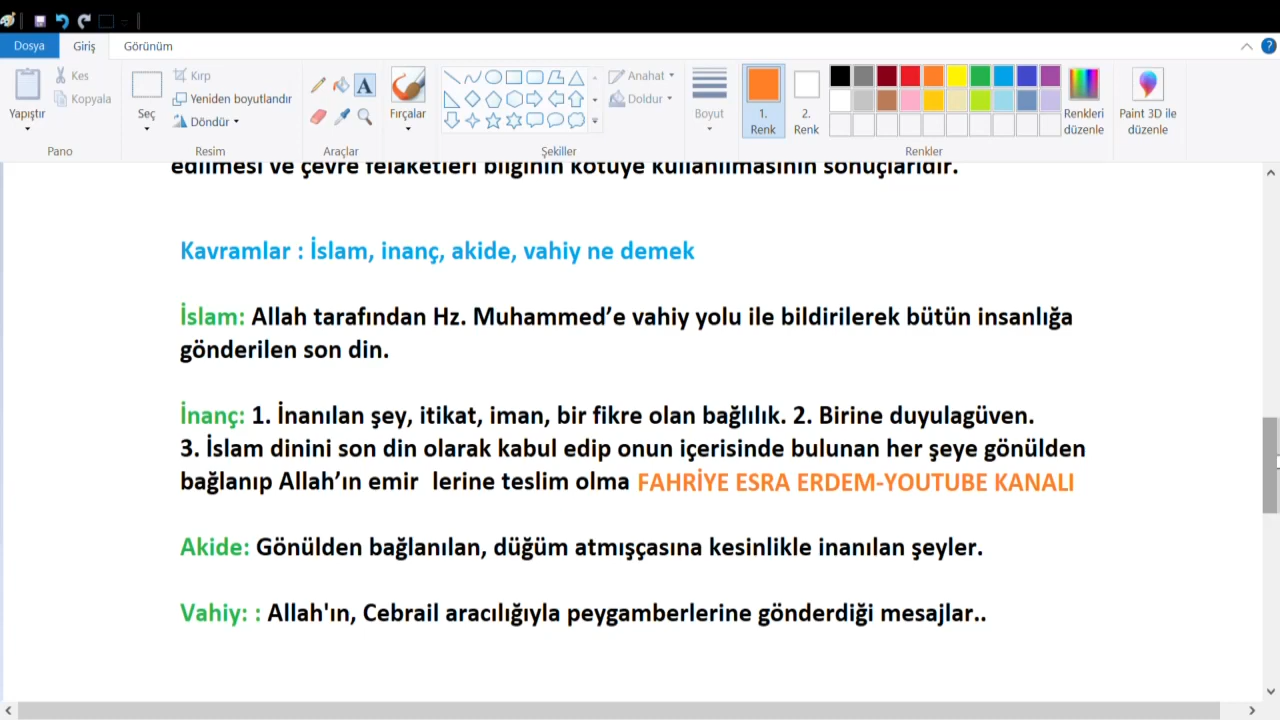 Dosya Giriş Görünüm
Kes
Kopyala
Yapıştır
Pano
Seç
Kırp
Yeniden boyutlandır
Döndür
Resim
A
Araçlar
Fırçalar
Anahat
Doldur
Şekiller
Boyut
1. Renk
2. Renk
Renkleri düzenle
Paint 3D ile düzenle
Renkler
edilmesi ve çevre felaketleri bilginin kötüye kullanılmasının sonuçlarıdır.
Kavramlar : İslam, inanç, akide, vahiy ne demek
İslam: Allah tarafından Hz. Muhammed’e vahiy yolu ile bildirilerek bütün insanlığa
gönderilen son din.
İnanç: 1. İnanılan şey, itikat, iman, bir fikre olan bağlılık. 2. Birine duyulagüven.
3. İslam dinini son din olarak kabul edip onun içerisinde bulunan her şeye gönülden
bağlanıp Allah’ın emir  lerine teslim olma FAHRİYE ESRA ERDEM-YOUTUBE KANALI
Akide: Gönülden bağlanılan, düğüm atmışçasına kesinlikle inanılan şeyler.
Vahiy: : Allah'ın, Cebrail aracılığıyla peygamberlerine gönderdiği mesajlar..